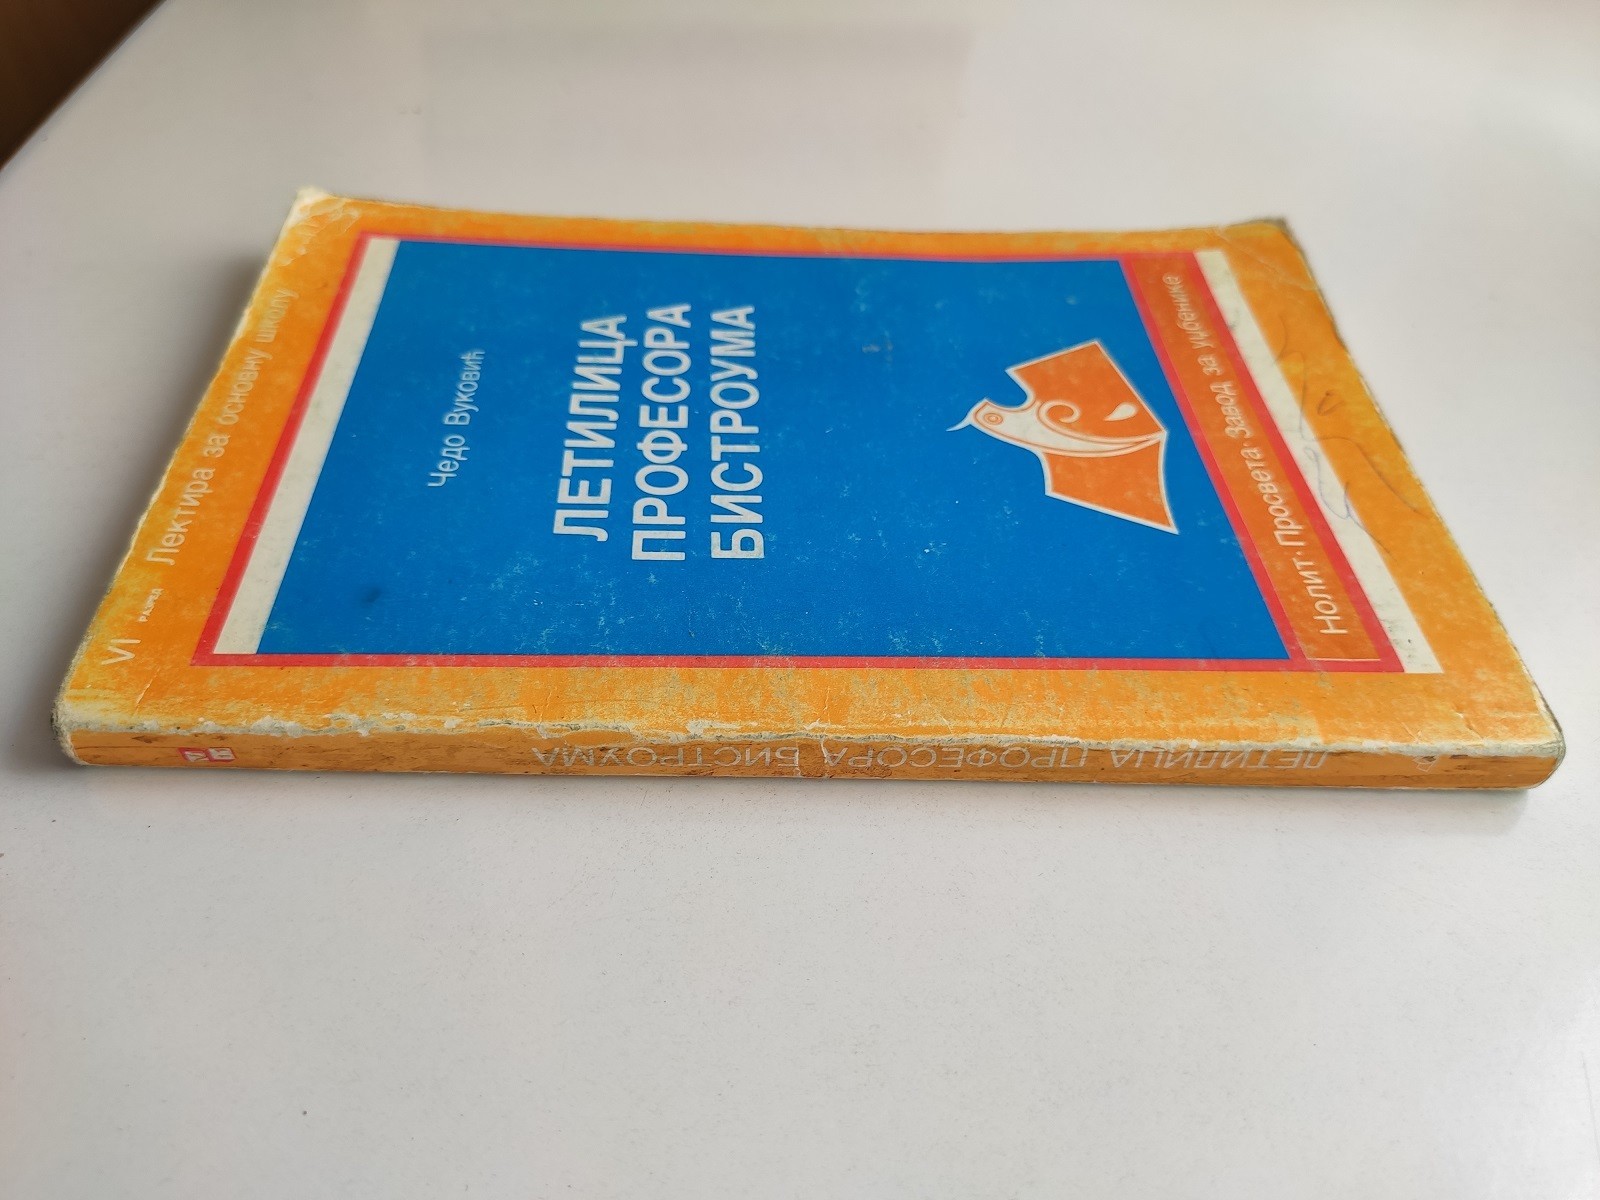 VI РАЗРЕД Лектира за основну школу
Чедо Вуковић
ЛЕТИЛИЦА
ПРОФЕСОРА
БИСТРОУМА
Нолит · Просвета · Завод за уџбенике
ЛЕТИЛИЦА ПРОФЕСОРА БИСТРОУМА